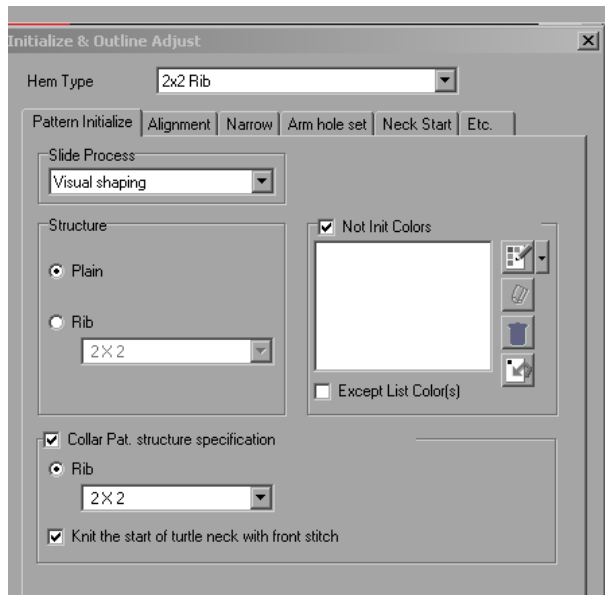 Initialize & Outline Adjust
Hem Type
2x2 Rib
Pattern Initialize
Alignment
Narrow
Arm hole set
Neck Start
Etc.
Slide Process
Visual shaping
Structure
Plain
Rib
2X2
Not Init Colors
Except List Color(s)
Collar Pat. structure specification
Rib
2X2
Knit the start of turtle neck with front stitch